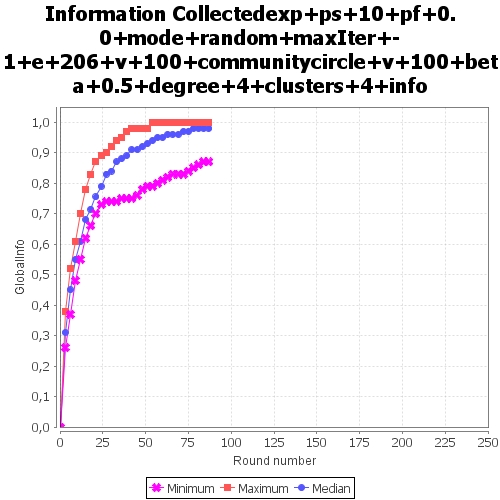 Information Collectedexp+ps+10+pf+0.
0+mode+random+maxIter+-
1+e+206+v+100+communitycircle+v+100+bet
a+0.5+degree+4+clusters+4+info
GlobalInfo
1,0
0,9
0,8
0,7
0,6
0,5
0,4
0,3
0,2
0,1
0,0
0 25 50 75 100 125 150 175 200 225 250
Round number
Minimum Maximum Median